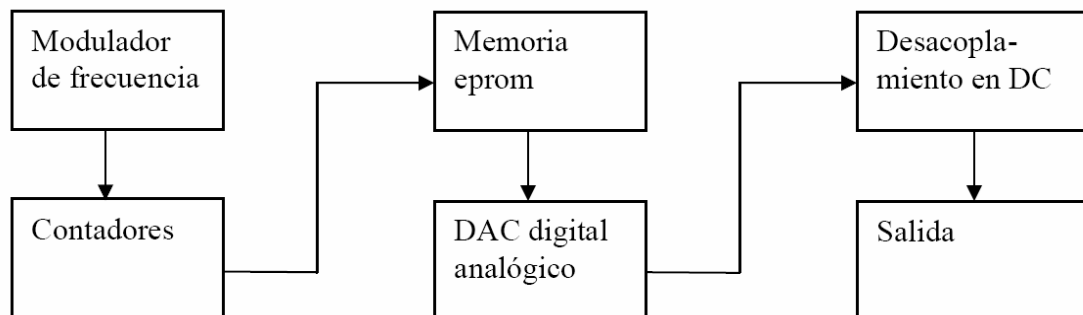 Modulador
de frecuencia
Contadores
Memoria
eprom
DAC digital
analógico
Desacopla-
miento en DC
Salida